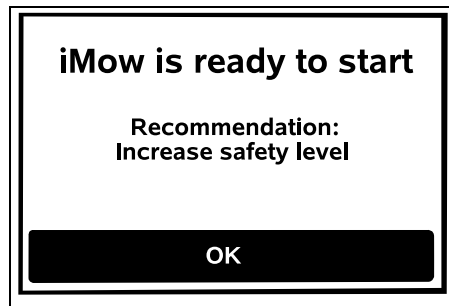 iMow is ready to start
Recommendation:
Increase safety level
OK